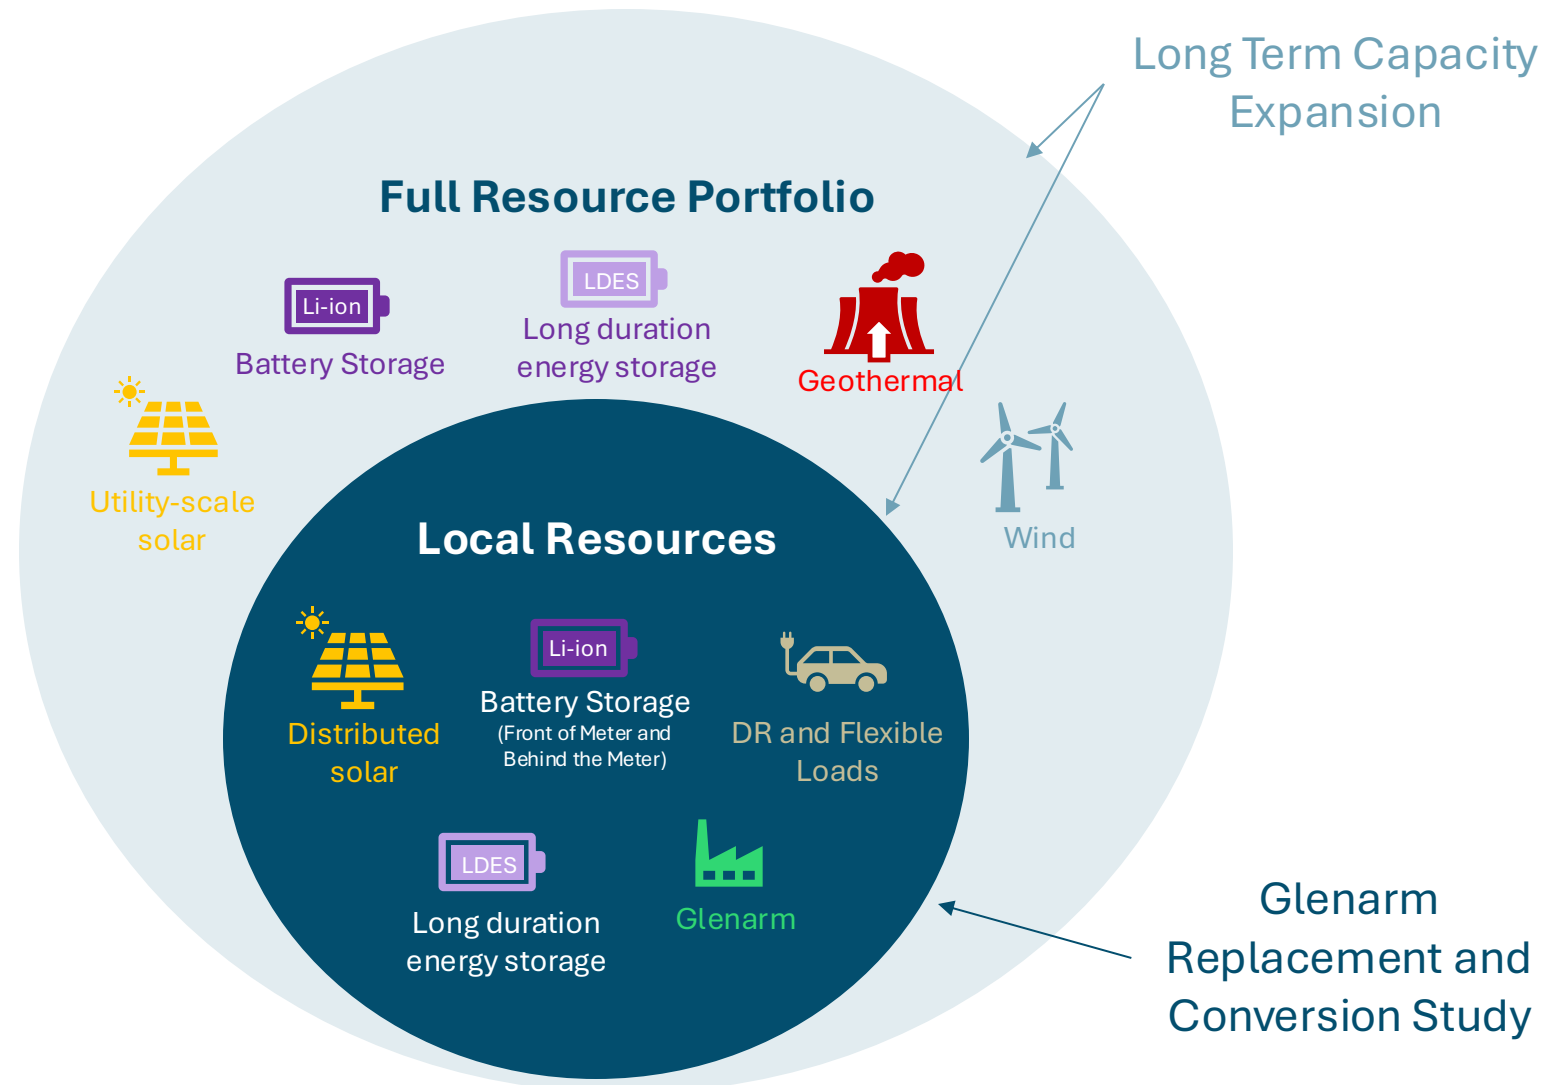 Long Term Capacity
Expansion
Full Resource Portfolio
Li-ion
Battery Storage
LDES
Long duration
energy storage
Geothermal
Utility-scale
solar
Wind
Local Resources
Distributed
solar
Li-ion
Battery Storage
(Front of Meter and
Behind the Meter)
DR and Flexible
Loads
LDES
Long duration
energy storage
Glenarm
Glenarm
Replacement and
Conversion Study